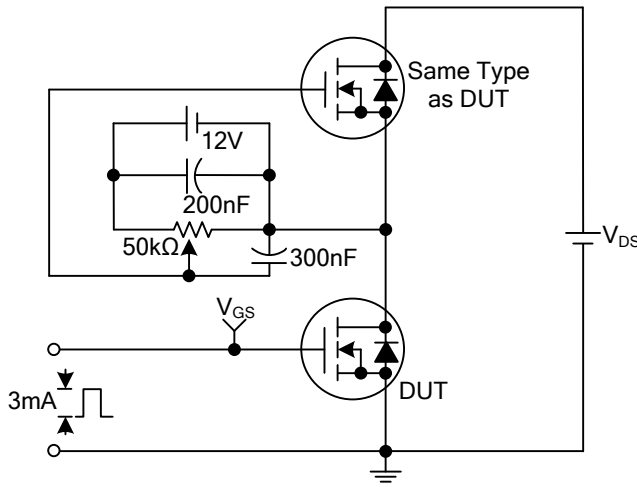 Same Type
as DUT
12V
200nF
50kΩ
300nF
V_DS
V_GS
DUT
3mA